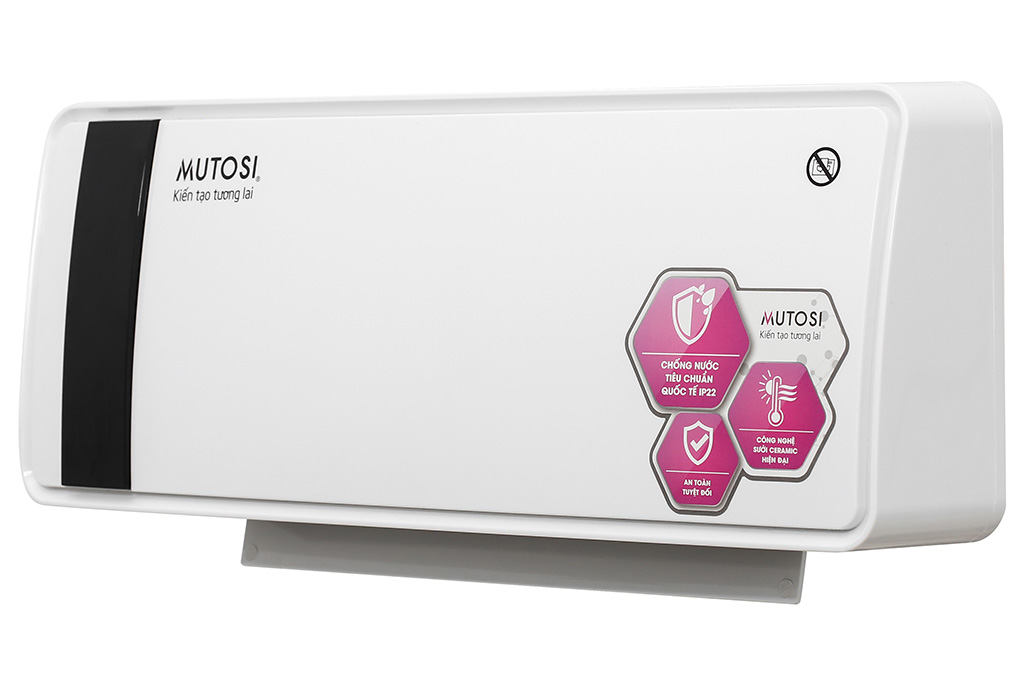 MUTOSI®
Kiến tạo tương lai
CHỐNG NƯỚC
TIÊU CHUẨN
QUỐC TẾ IP22
MUTOSI
Kiến tạo tương lai
CÔNG NGHỆ
SƯỞI CERAMIC
HIỆN ĐẠI
AN TOÀN
TUYỆT ĐỐI